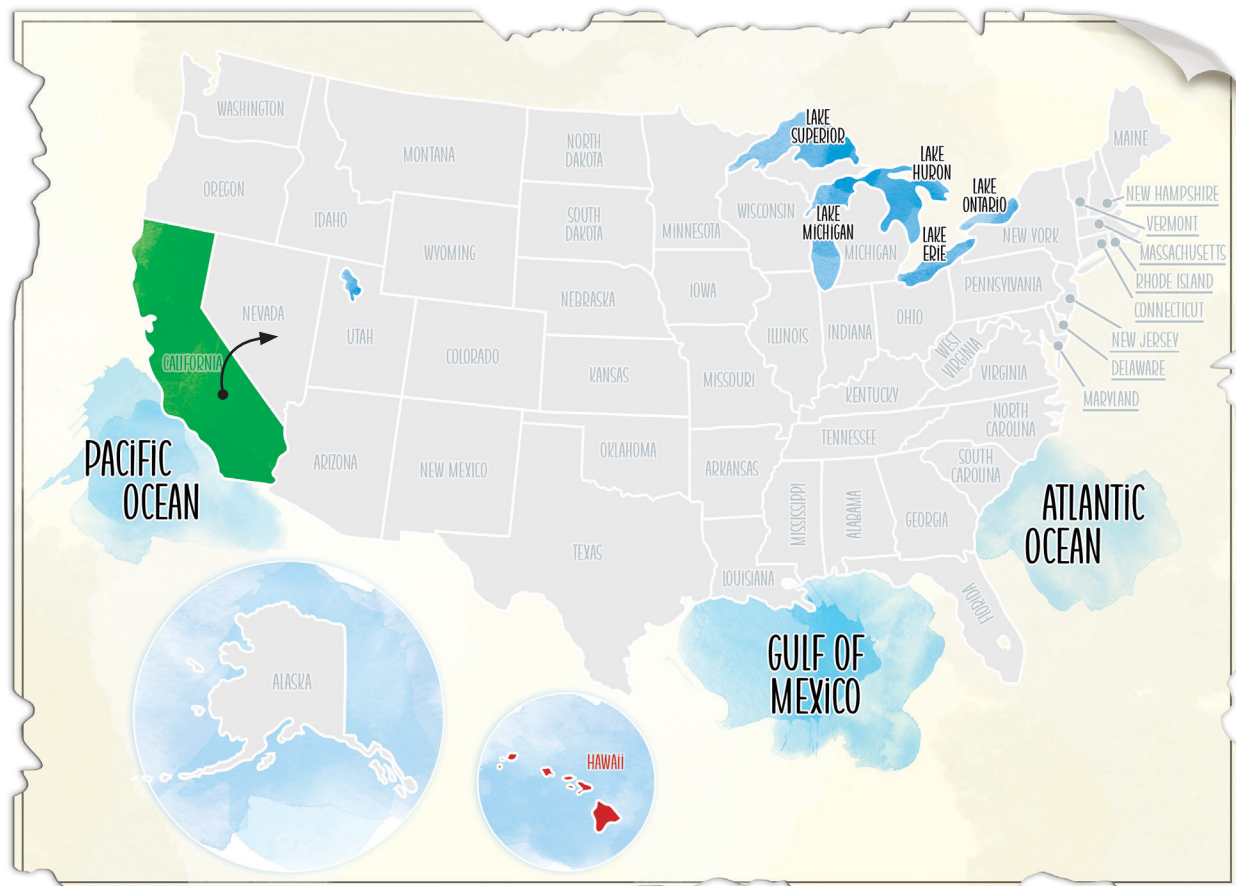 WASHINGTON
OREGON
CALIFORNIA
NEVADA
IDAHO
MONTANA
WYOMING
UTAH
COLORADO
ARIZONA
NEW MEXICO
NORTH
DAKOTA
SOUTH
DAKOTA
NEBRASKA
KANSAS
OKLAHOMA
TEXAS
MINNESOTA
IOWA
MISSOURI
ARKANSAS
LOUISIANA
WISCONSIN
ILLINOIS
INDIANA
MICHIGAN
OHIO
KENTUCKY
TENNESSEE
MISSISSIPPI
ALABAMA
GEORGIA
FLORIDA
SOUTH
CAROLINA
NORTH
CAROLINA
VIRGINIA
WEST
VIRGINIA
PENNSYLVANIA
NEW YORK
MAINE
NEW HAMPSHIRE
VERMONT
MASSACHUSETTS
RHODE ISLAND
CONNECTICUT
NEW JERSEY
DELAWARE
MARYLAND
LAKE
SUPERIOR
LAKE
HURON
LAKE
ONTARIO
LAKE
MICHIGAN
LAKE
ERIE
PACIFIC
OCEAN
ATLANTIC
OCEAN
GULF OF
MEXICO
ALASKA
HAWAII